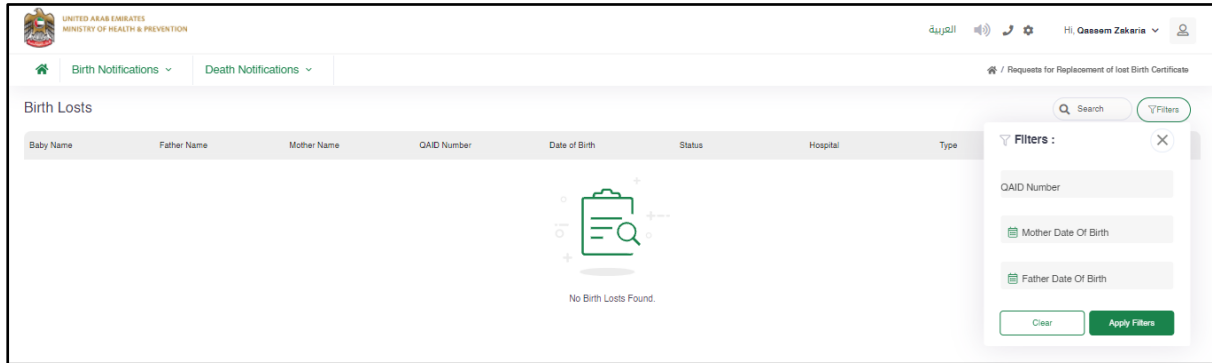 UNITED ARAB EMIRATES
MINISTRY OF HEALTH & PREVENTION
العربية
Hi, Qassem Zakaria
Birth Notifications
Death Notifications
/ Requests for Replacement of lost Birth Certificate
Birth Losts
Search
Filters
Baby Name
Father Name
Mother Name
QAID Number
Date of Birth
Status
Hospital
Type
Filters :
QAID Number
Mother Date Of Birth
Father Date Of Birth
Clear
Apply Filters
No Birth Losts Found.